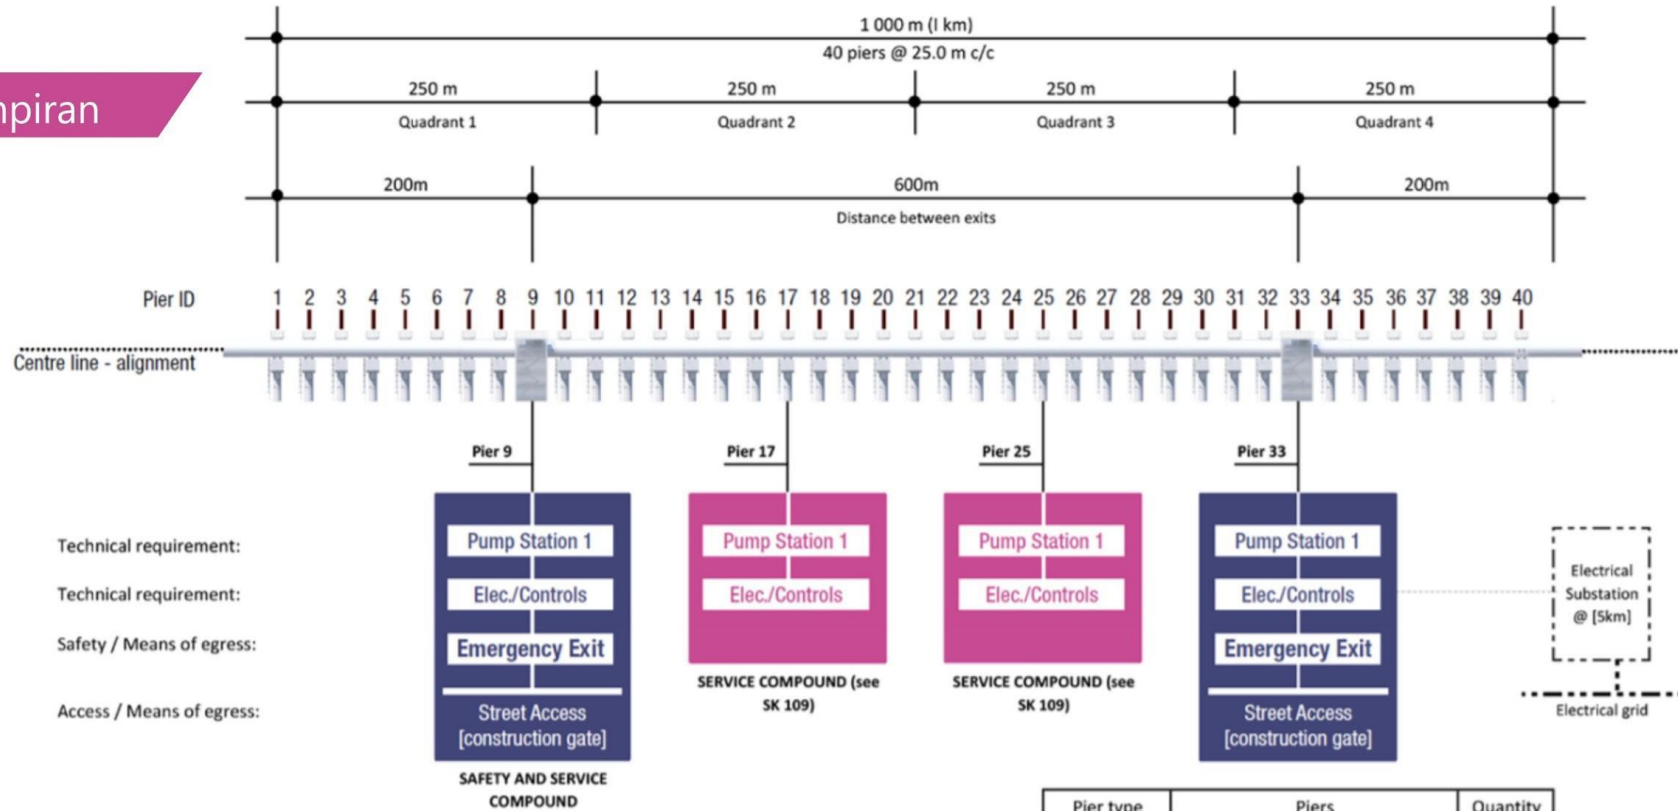 1 000 m (I km)
40 piers @ 25.0 m c/c
npiran
250 m 250 m 250 m 250 m
Quadrant 1 Quadrant 2 Quadrant 3 Quadrant 4
200m 600m 200m
Distance between exits
Pier ID 1 2 3 4 5 6 7 8 9 10 11 12 13 14 15 16 17 18 19 20 21 22 23 24 25 26 27 28 29 30 31 32 33 34 35 36 37 38 39 40
Centre line - alignment
Pier 9 Pier 17 Pier 25 Pier 33
Technical requirement: Pump Station 1 Pump Station 1 Pump Station 1 Pump Station 1
Technical requirement: Elec./Controls Elec./Controls Elec./Controls Elec./Controls
Electrical
Substation
@ [5km]
Safety / Means of egress: Emergency Exit Emergency Exit
SERVICE COMPOUND (see
SK 109)
SERVICE COMPOUND (see
SK 109)
Access / Means of egress:
Street Access
[construction gate]
Street Access
[construction gate]
Electrical grid
SAFETY AND SERVICE
COMPOUND
Pier type Piers Quantity